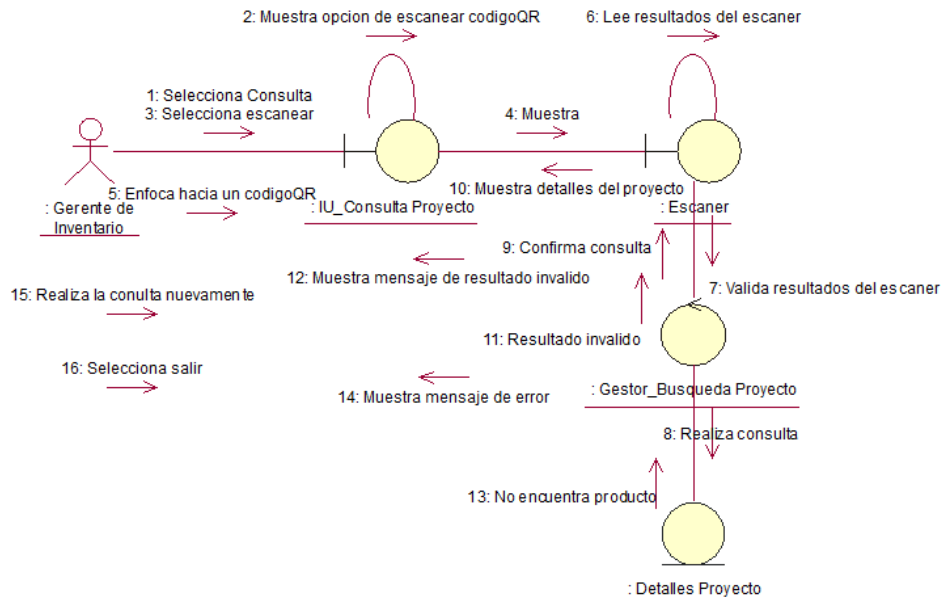 2: Muestra opcion de escanear codigoQR
6: Lee resultados del escaner
1: Selecciona Consulta
3: Selecciona escanear
4: Muestra
5: Enfoca hacia un codigoQR
10: Muestra detalles del proyecto
: Gerente de
Inventario
: IU_Consulta Proyecto
: Escaner
9: Confirma consulta
12: Muestra mensaje de resultado invalido
7: Valida resultados del escaner
15: Realiza la conulta nuevamente
11: Resultado invalido
16: Selecciona salir
14: Muestra mensaje de error
: Gestor_Busqueda Proyecto
8: Realiza consulta
13: No encuentra producto
: Detalles Proyecto